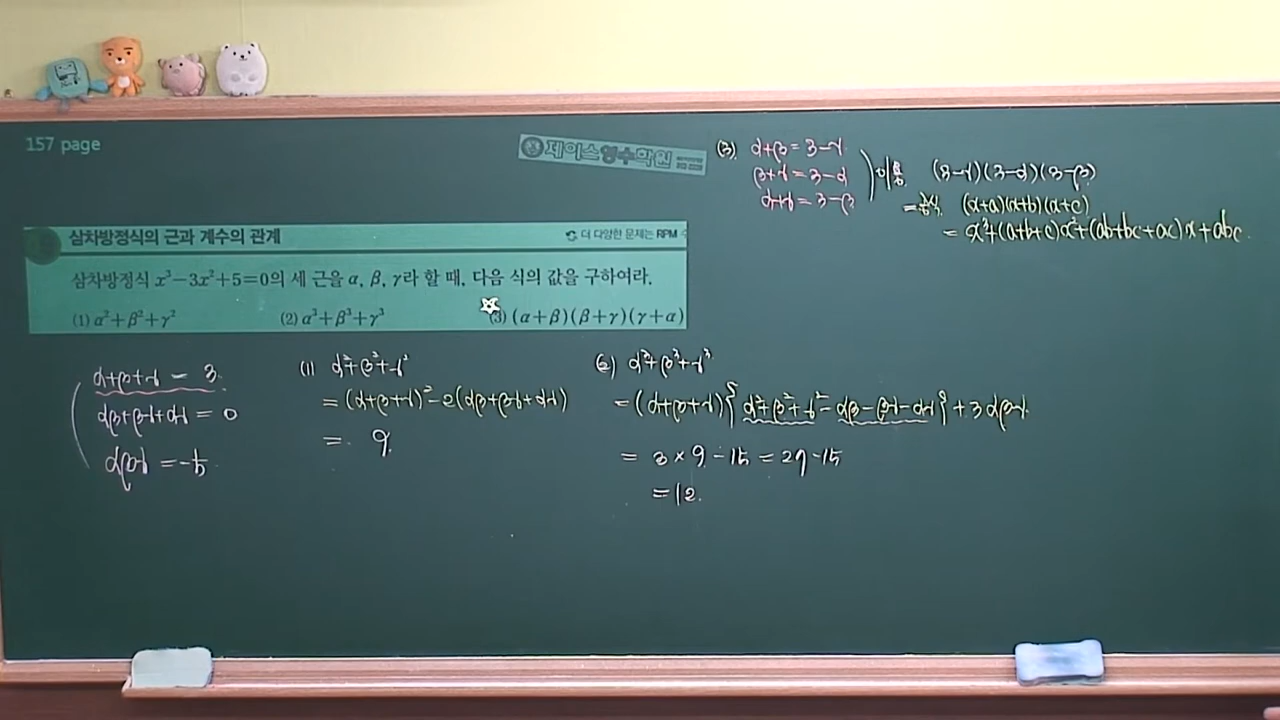 157 page
제이스영수학원
삼차방정식의 근과 계수의 관계
더 다양한 문제는 RPM
삼차방정식 x³−3x²+5=0의 세 근을 α, β, γ라 할 때, 다음 식의 값을 구하여라.
(1) α²+β²+γ²
(2) α³+β³+γ³
(3) (α+β)(β+γ)(γ+α)
α+β+γ = 3
αβ+βγ+αγ = 0
αβγ = -5
(1) α²+β²+γ²
= (α+β+γ)²-2(αβ+βγ+αγ)
= 9
(2) α³+β³+γ³
= (α+β+γ){α²+β²+γ²-αβ-βγ-αγ}+3αβγ
= 3×9-15 = 27-15
= 12.
(3) α+β = 3-γ
β+γ = 3-α
α+γ = 3-β
(3-γ)(3-α)(3-β)
= (x+a)(x+b)(x+c)
= x³+(a+b+c)x²+(ab+bc+ac)x+abc.